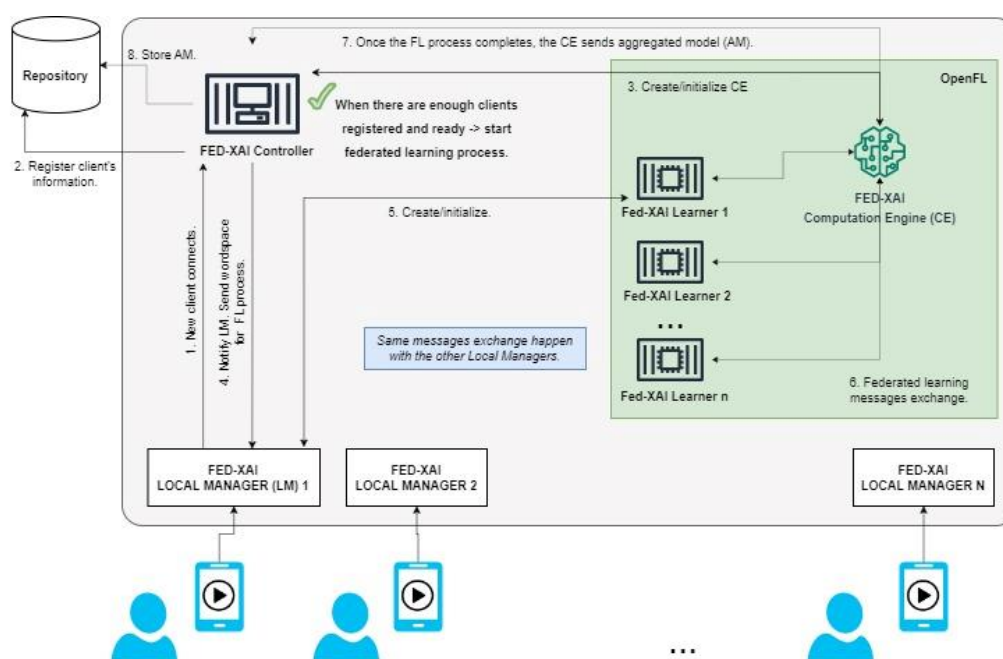 7. Once the FL process completes, the CE sends aggregated model (AM).
8. Store AM.
Repository
OpenFL
3. Create/initialize CE
When there are enough clients
registered and ready -> start
federated learning process.
FED-XAI Controller
2. Register client's
information.
FED-XAI
Computation Engine (CE)
5. Create/initialize.
Fed-XAI Learner 1
Fed-XAI Learner 2
...
Fed-XAI Learner n
1. New client connects.
4. Notify LM. Send wordspace
for FL process.
Same messages exchange happen
with the other Local Managers.
6. Federated learning
messages exchange.
FED-XAI
LOCAL MANAGER (LM) 1
FED-XAI
LOCAL MANAGER 2
FED-XAI
LOCAL MANAGER N
...